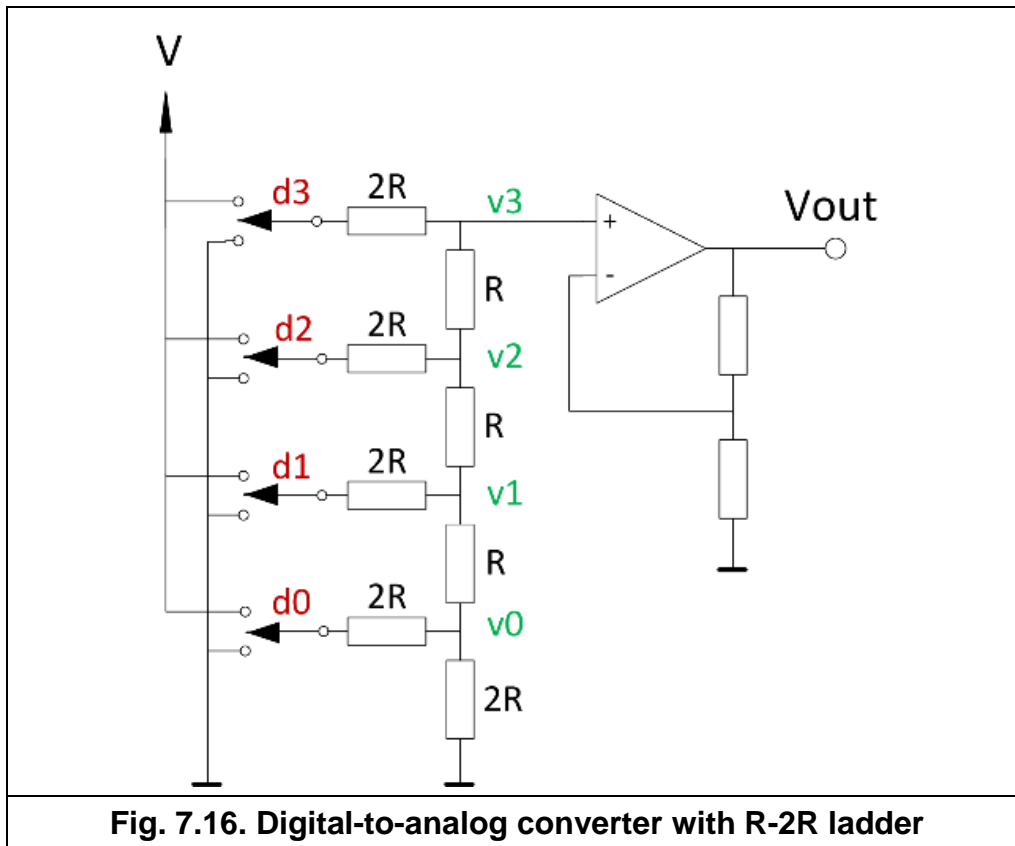 V
d3 2R v3 + Vout
-
R
d2 2R v2
R
d1 2R v1
R
d0 2R v0
2R
Fig. 7.16. Digital-to-analog converter with R-2R ladder